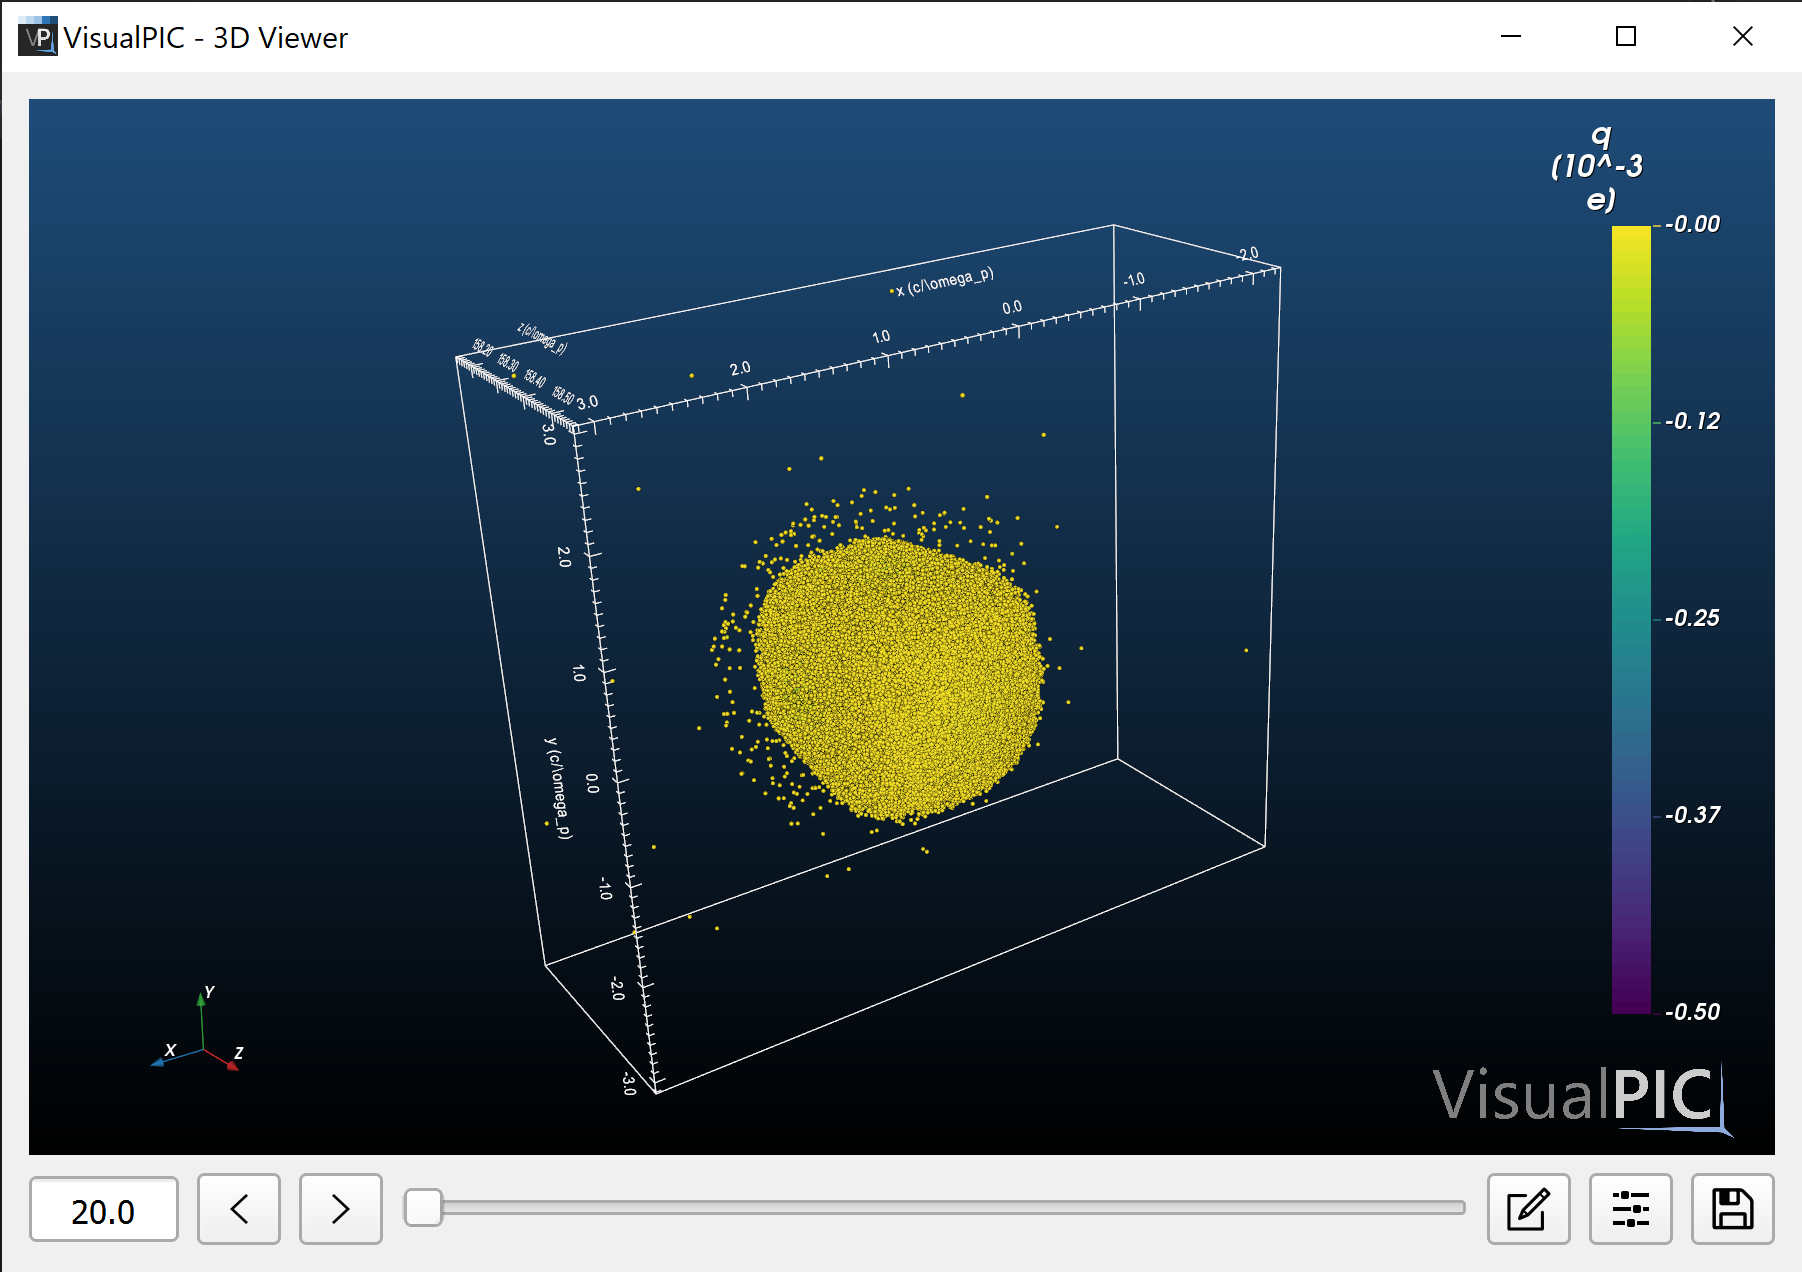 VP VisualPIC - 3D Viewer
q
(10^-3
e)
-0.00
-0.12
-0.25
-0.37
-0.50
x (c/\omega_p)
-2.0
-1.0
0.0
1.0
2.0
3.0
z (c/\omega_p)
158.20
158.30
158.40
158.50
3.0
2.0
1.0
0.0
-1.0
-2.0
-3.0
y (c/\omega_p)
Y
X
Z
VisualPIC
20.0